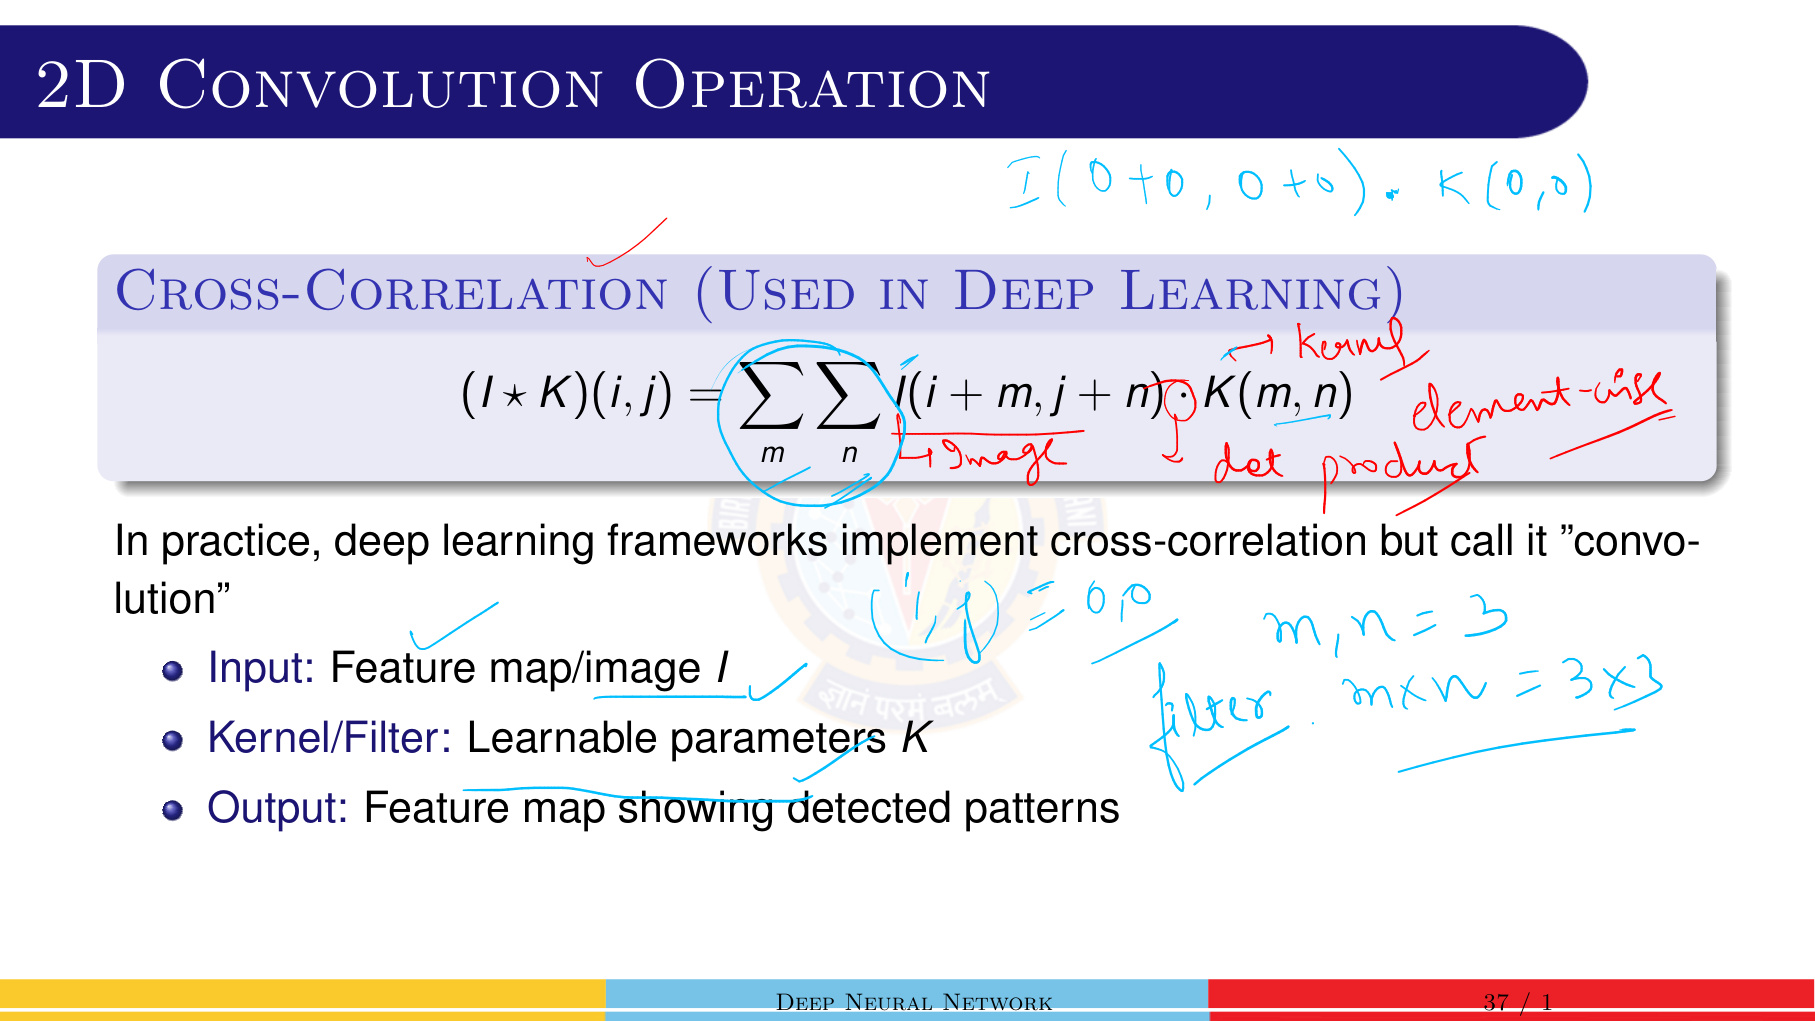 2D Convolution Operation
I(0+0, 0+0) . K(0,0)
Cross-Correlation (Used in Deep Learning)
→ Kernel
(I ⋆ K)(i, j) = ∑m ∑n I(i + m, j + n) · K(m, n)
element-wise
↳ Image
dot product
In practice, deep learning frameworks implement cross-correlation but call it ”convo-
lution”
(i, j) ≡ 0,0
m, n = 3
Input: Feature map/image I
filter. m×n = 3×3
Kernel/Filter: Learnable parameters K
Output: Feature map showing detected patterns
ज्ञानं परमं बलम्
Deep Neural Network
37 / 1